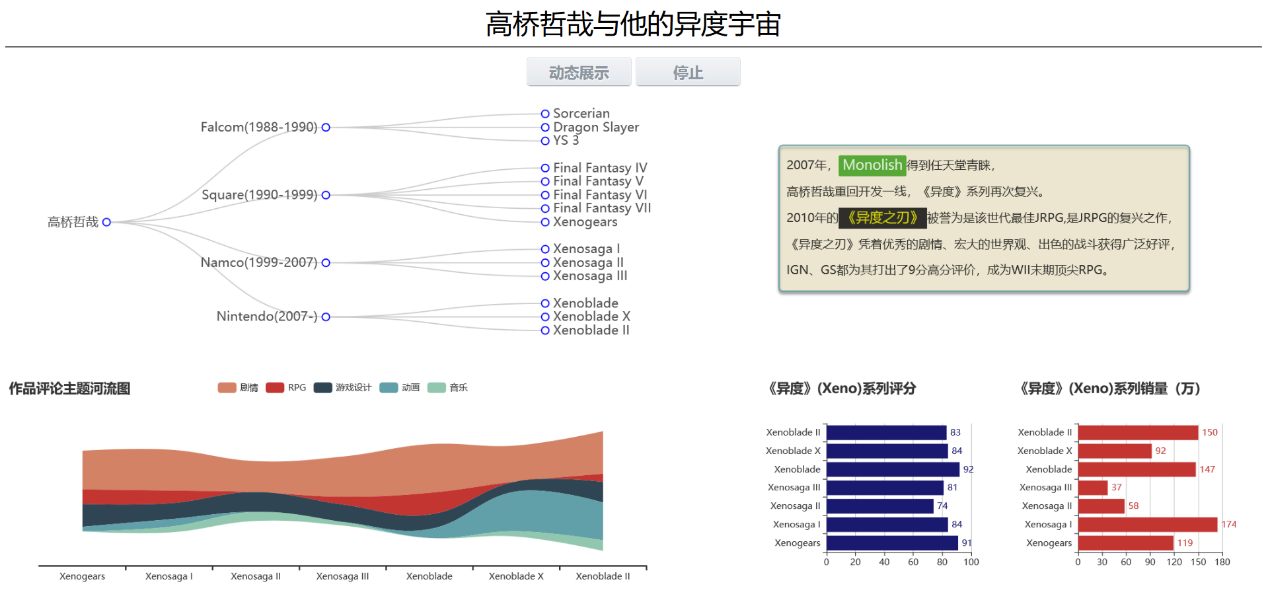 高桥哲哉与他的异度宇宙
动态展示 停止
高桥哲哉
Falcom(1988-1990)
Sorcerian
Dragon Slayer
YS 3
Square(1990-1999)
Final Fantasy IV
Final Fantasy V
Final Fantasy VI
Final Fantasy VII
Xenogears
Namco(1999-2007)
Xenosaga I
Xenosaga II
Xenosaga III
Nintendo(2007-)
Xenoblade
Xenoblade X
Xenoblade II
2007年，Monolish得到任天堂青睐，
高桥哲哉重回开发一线，《异度》系列再次复兴。
2010年的《异度之刃》被誉为是该世代最佳JRPG,是JRPG的复兴之作，
《异度之刃》凭着优秀的剧情、宏大的世界观、出色的战斗获得广泛好评，
IGN、GS都为其打出了9分高分评价，成为WII末期顶尖RPG。
作品评论主题河流图
剧情 RPG 游戏设计 动画 音乐
Xenogears Xenosaga I Xenosaga II Xenosaga III Xenoblade Xenoblade X Xenoblade II
《异度》(Xeno)系列评分
Xenoblade II 83
Xenoblade X 84
Xenoblade 92
Xenosaga III 81
Xenosaga II 74
Xenosaga I 84
Xenogears 91
0 20 40 60 80 100
《异度》(Xeno)系列销量（万）
Xenoblade II 150
Xenoblade X 92
Xenoblade 147
Xenosaga III 37
Xenosaga II 58
Xenosaga I 174
Xenogears 119
0 30 60 90 120 150 180